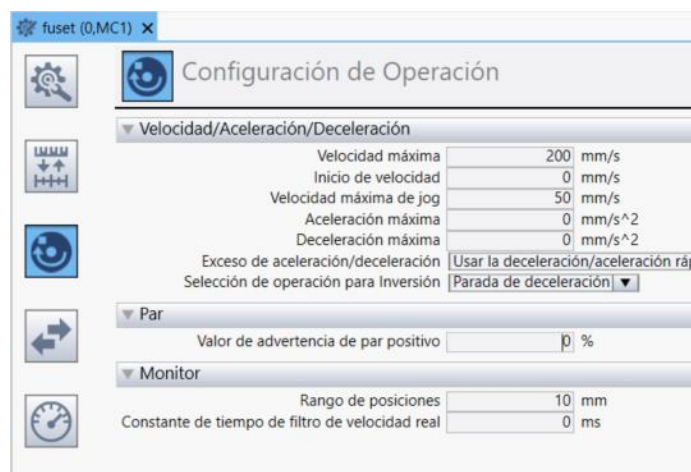 fuset (0,MC1) X
Configuración de Operación
Velocidad/Aceleración/Deceleración
Velocidad máxima 200 mm/s
Inicio de velocidad 0 mm/s
Velocidad máxima de jog 50 mm/s
Aceleración máxima 0 mm/s^2
Deceleración máxima 0 mm/s^2
Exceso de aceleración/deceleración Usar la deceleración/aceleración
Selección de operación para Inversión Parada de deceleración
Par
Valor de advertencia de par positivo 0 %
Monitor
Rango de posiciones 10 mm
Constante de tiempo de filtro de velocidad real 0 ms